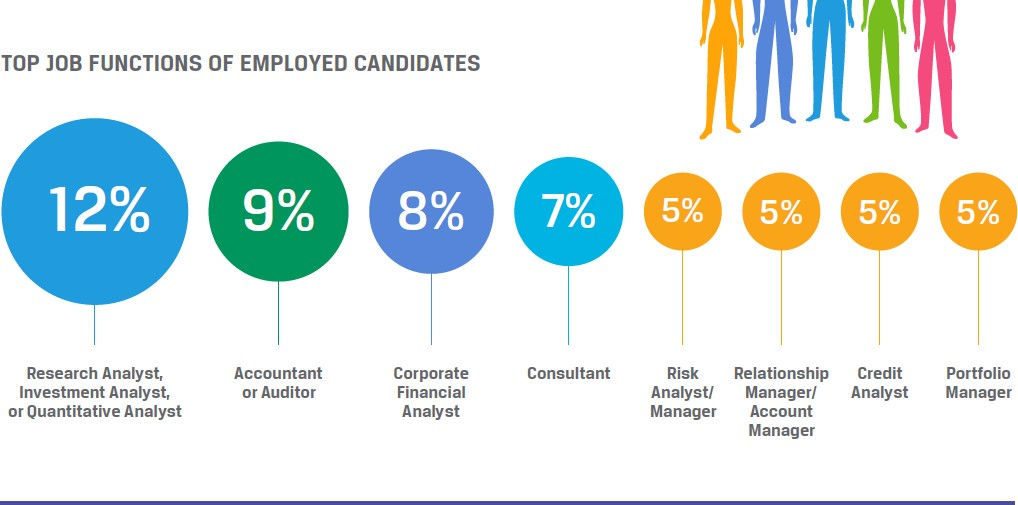 TOP JOB FUNCTIONS OF EMPLOYED CANDIDATES
12%
9%
8%
7%
5%
5%
5%
5%
Research Analyst,
Investment Analyst,
or Quantitative Analyst
Accountant
or Auditor
Corporate
Financial
Analyst
Consultant
Risk
Analyst/
Manager
Relationship
Manager/
Account
Manager
Credit
Analyst
Portfolio
Manager